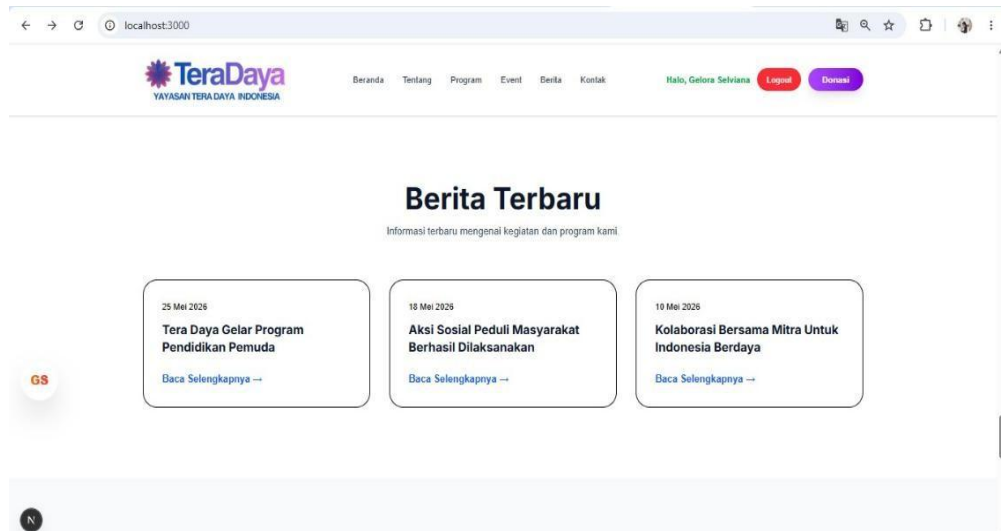 localhost:3000
TeraDaya
YAYASAN TERA DAYA INDONESIA
Beranda Tentang Program Event Berita Kontak
Halo, Gelora Selviana Logout Donasi
Berita Terbaru
Informasi terbaru mengenai kegiatan dan program kami.
25 Mei 2026
Tera Daya Gelar Program
Pendidikan Pemuda
Baca Selengkapnya →
18 Mei 2026
Aksi Sosial Peduli Masyarakat
Berhasil Dilaksanakan
Baca Selengkapnya →
10 Mei 2026
Kolaborasi Bersama Mitra Untuk
Indonesia Berdaya
Baca Selengkapnya →
GS
N